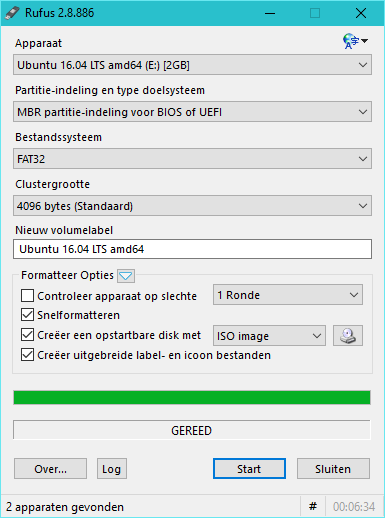 Rufus 2.8.886
Apparaat
Ubuntu 16.04 LTS amd64 (E:) [2GB]
Partitie-indeling en type doelsysteem
MBR partitie-indeling voor BIOS of UEFI
Bestandssysteem
FAT32
Clustergrootte
4096 bytes (Standaard)
Nieuw volumelabel
Ubuntu 16.04 LTS amd64
Formatteer Opties
Controleer apparaat op slechte 1 Ronde
Snelformatteren
Creëer een opstartbare disk met ISO image
Creëer uitgebreide label- en icoon bestanden
GEREED
Over... Log Start Sluiten
2 apparaten gevonden # 00:06:34